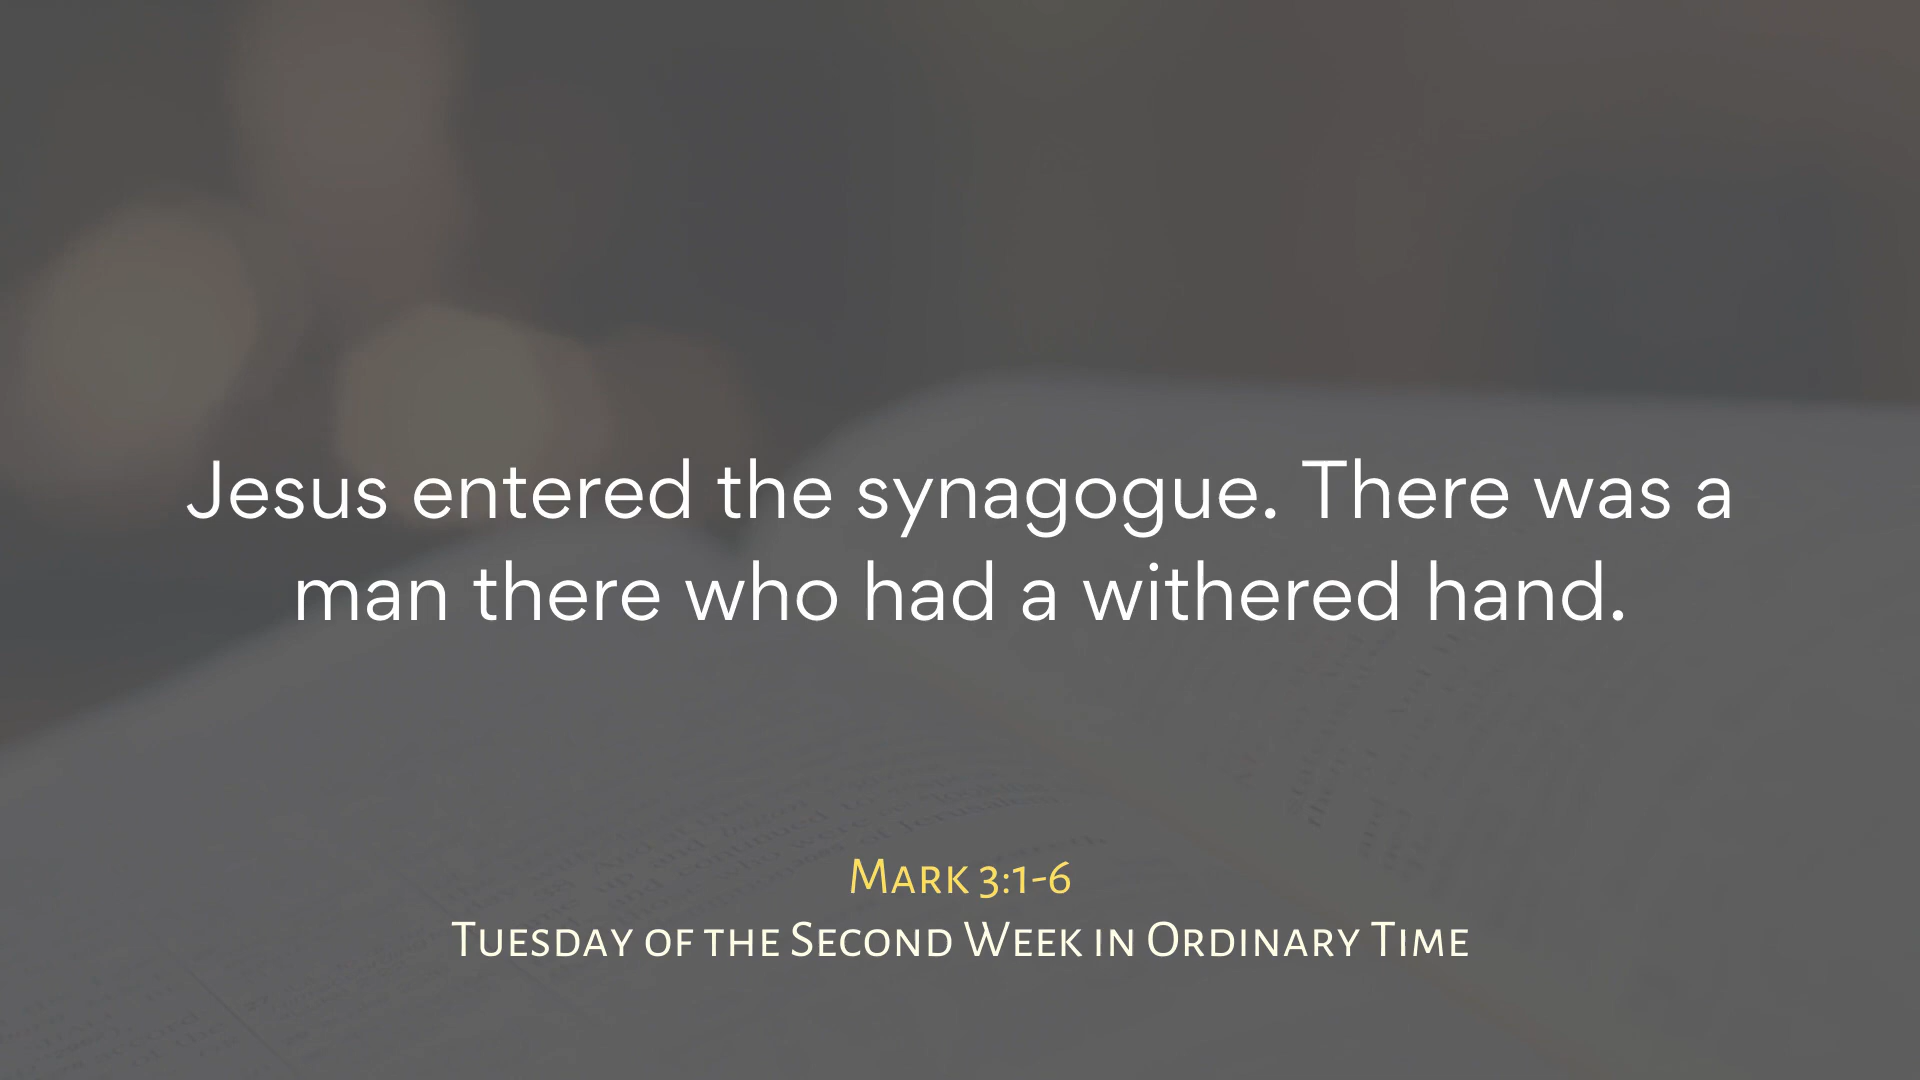 Jesus entered the synagogue. There was a
man there who had a withered hand.
Mark 3:1-6
Tuesday of the Second Week in Ordinary Time